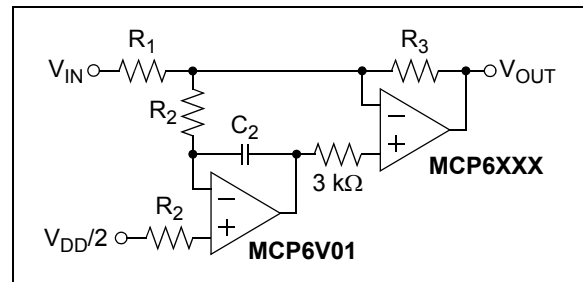 R1 R3
VIN VOUT
R2
C2
3 kΩ
MCP6XXX
R2
VDD/2
MCP6V01